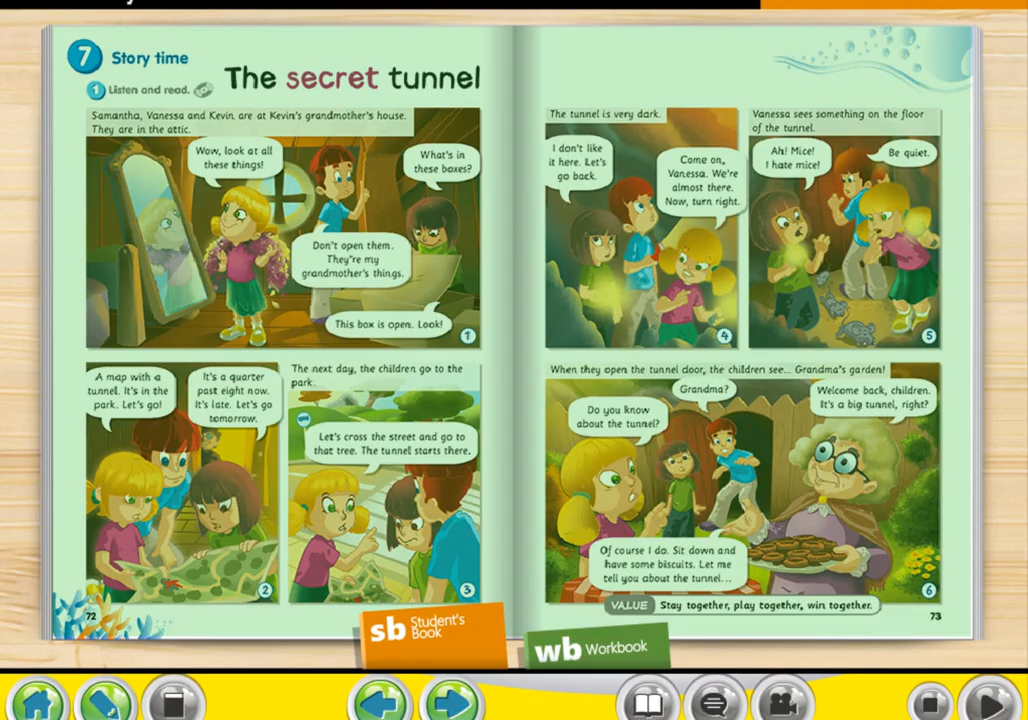 7 Story time
The secret tunnel
1 Listen and read.
Samantha, Vanessa and Kevin are at Kevin's grandmother's house.
They are in the attic.
Wow, look at all
these things!
What's in
these boxes?
Don't open them.
They're my
grandmother's things.
This box is open. Look!
1
A map with a
tunnel. It's in the
park. Let's go!
It's a quarter
past eight now.
It's late. Let's go
tomorrow.
2
The next day, the children go to the
park.
Let's cross the street and go to
that tree. The tunnel starts there.
3
72
The tunnel is very dark.
I don't like
it here. Let's
go back.
Come on,
Vanessa. We're
almost there.
Now, turn right.
4
Vanessa sees something on the floor
of the tunnel.
Ah! Mice!
I hate mice!
Be quiet.
5
When they open the tunnel door, the children see... Grandma's garden!
Do you know
about the tunnel?
Grandma?
Welcome back, children.
It's a big tunnel, right?
Of course I do. Sit down and
have some biscuits. Let me
tell you about the tunnel...
6
VALUE Stay together, play together, win together.
73
sb Student's
Book
wb Workbook